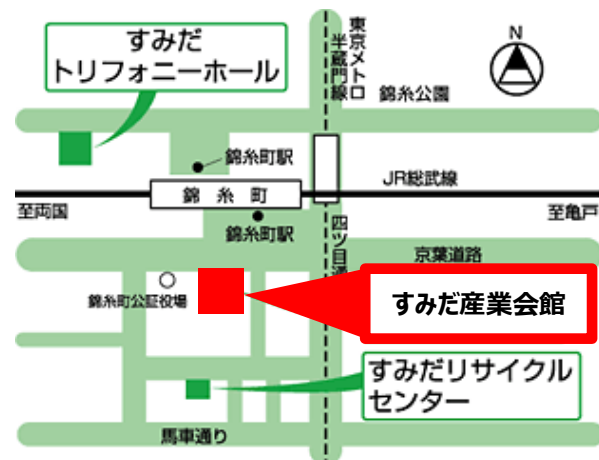 すみだ
トリフォニーホール
東京メトロ
半蔵門線
N
錦糸公園
錦糸町駅
JR総武線
錦糸町
至両国
至亀戸
錦糸町駅
四ツ目通
京葉道路
錦糸町公証役場
すみだ産業会館
すみだリサイクル
センター
馬車通り